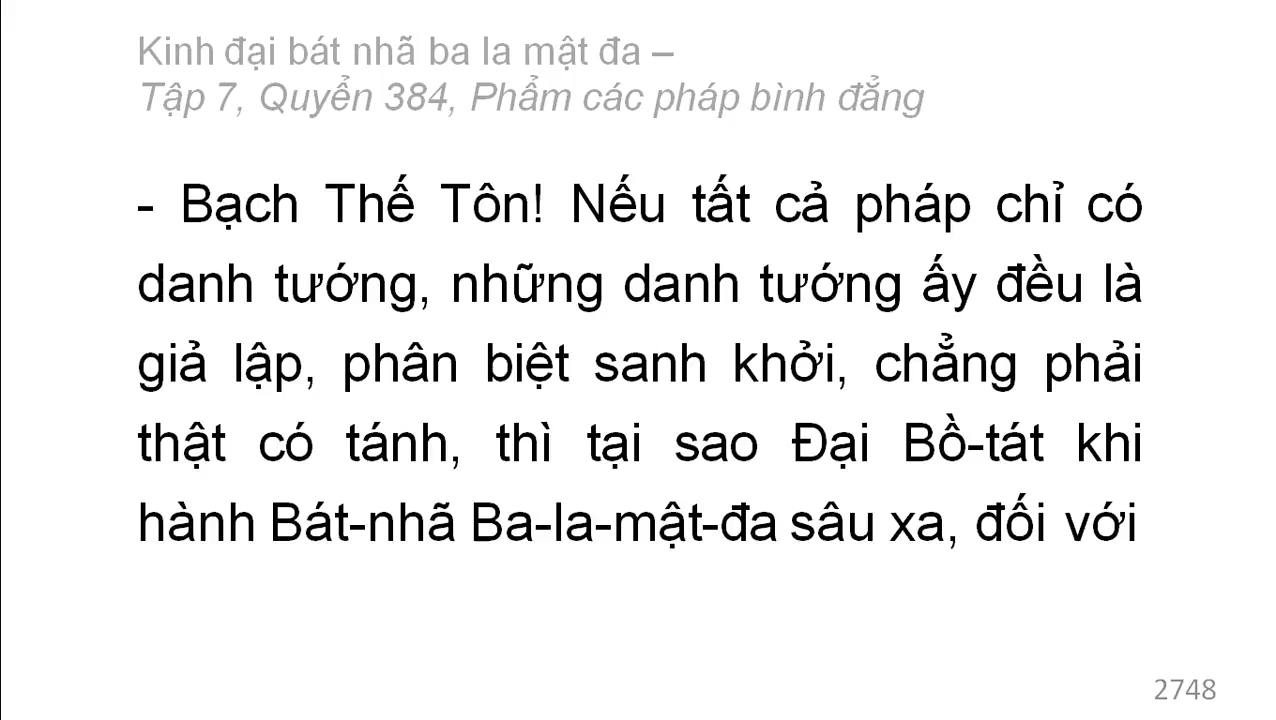 Kinh đại bát nhã ba la mật đa –
Tập 7, Quyển 384, Phẩm các pháp bình đẳng
- Bạch Thế Tôn! Nếu tất cả pháp chỉ có
danh tướng, những danh tướng ấy đều là
giả lập, phân biệt sanh khởi, chẳng phải
thật có tánh, thì tại sao Đại Bồ-tát khi
hành Bát-nhã Ba-la-mật-đa sâu xa, đối với
2748